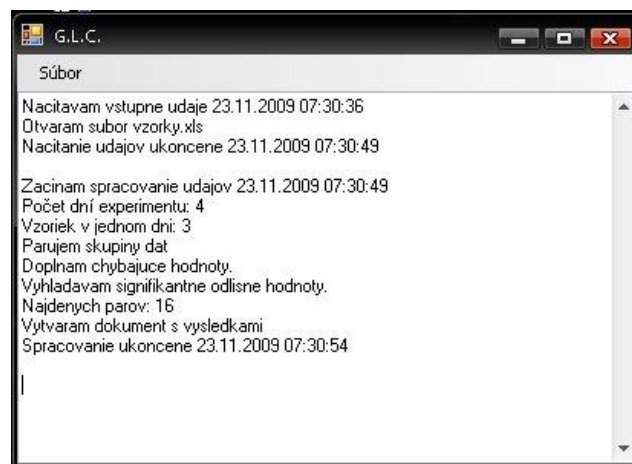 G.L.C.
Súbor
Nacitavam vstupne udaje 23.11.2009 07:30:36
Otvaram subor vzorky.xls
Nacitanie udajov ukoncene 23.11.2009 07:30:49
Zacinam spracovanie udajov 23.11.2009 07:30:49
Počet dní experimentu: 4
Vzoriek v jednom dni: 3
Parujem skupiny dat
Doplnam chybajuce hodnoty.
Vyhladavam signifikantne odlisne hodnoty.
Najdenych parov: 16
Vytvaram dokument s vysledkami
Spracovanie ukoncene 23.11.2009 07:30:54